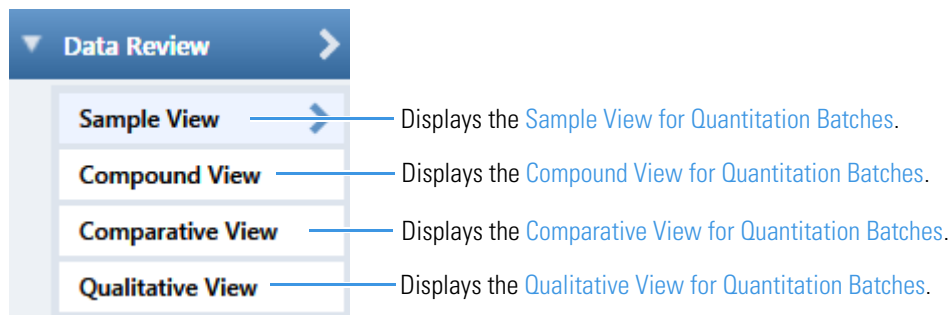 Data Review
Sample View
Displays the Sample View for Quantitation Batches.
Compound View
Displays the Compound View for Quantitation Batches.
Comparative View
Displays the Comparative View for Quantitation Batches.
Qualitative View
Displays the Qualitative View for Quantitation Batches.